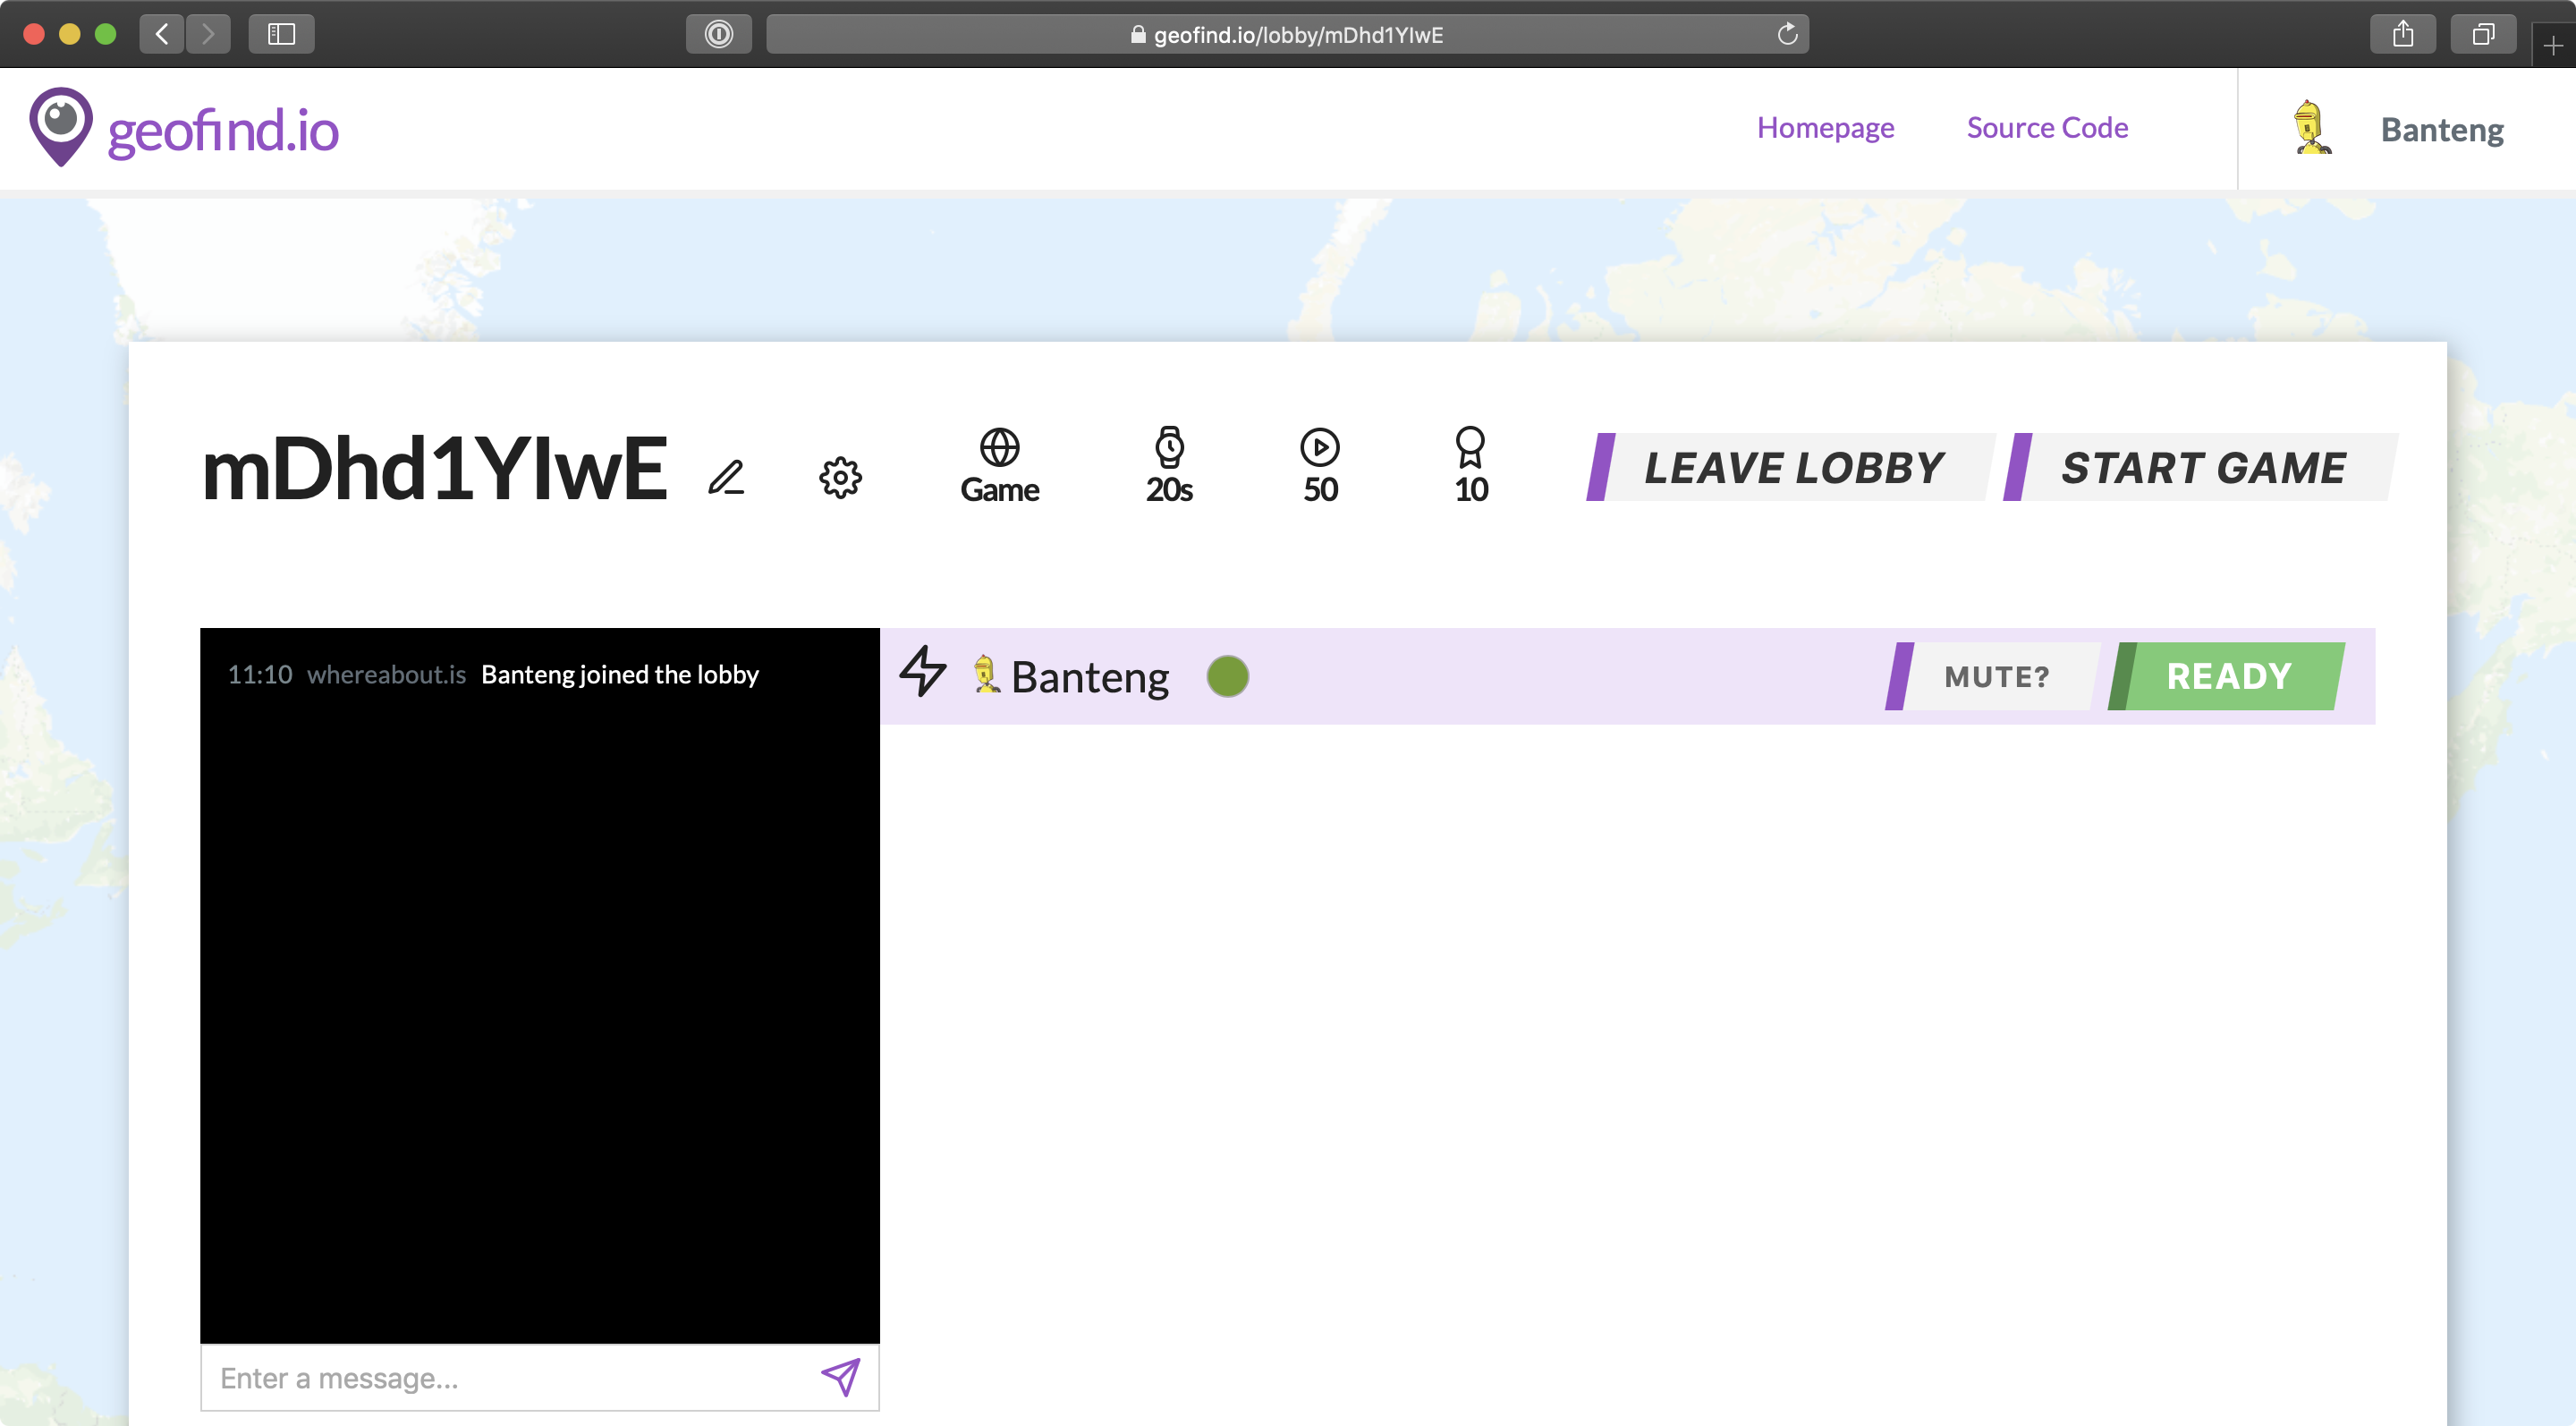 geofind.io/lobby/mDhd1YIwE
geofind.io
Homepage
Source Code
Banteng
mDhd1YIwE
Game
20s
50
10
LEAVE LOBBY
START GAME
11:10 whereabout.is Banteng joined the lobby
Banteng
MUTE?
READY
Enter a message...